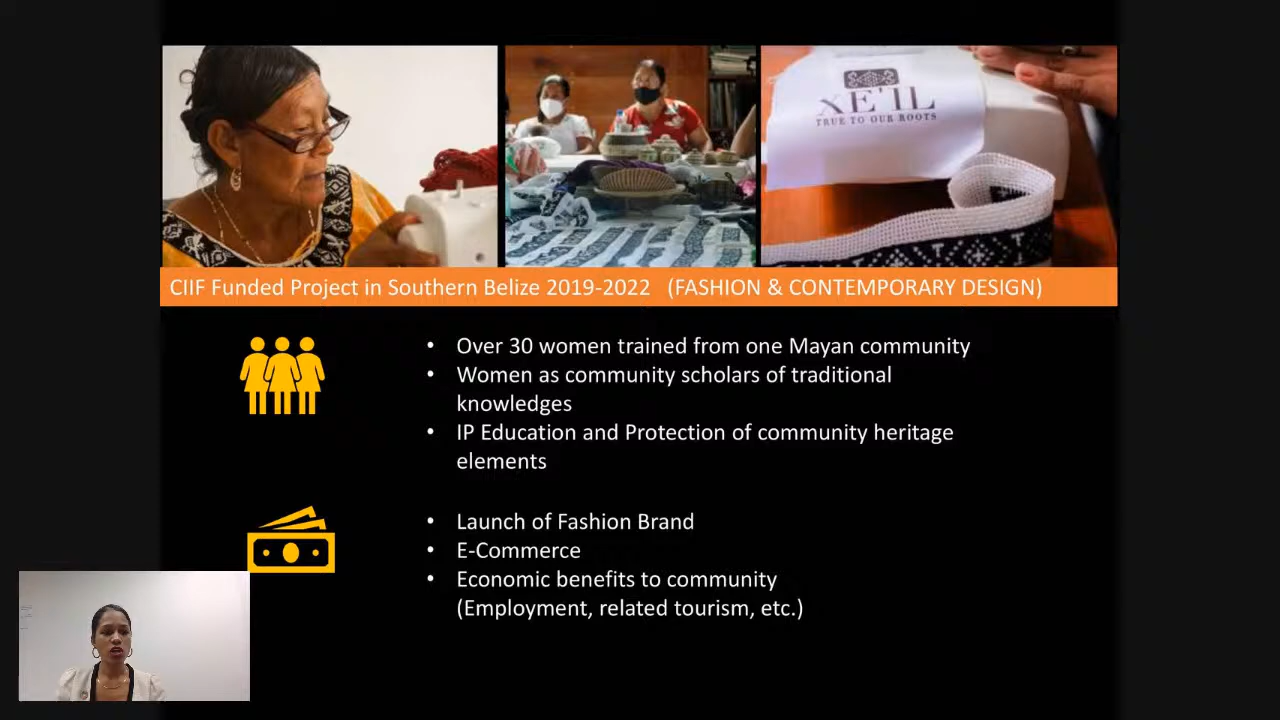 XE'IL
TRUE TO OUR ROOTS
CIIF Funded Project in Southern Belize 2019-2022 (FASHION & CONTEMPORARY DESIGN)
• Over 30 women trained from one Mayan community
• Women as community scholars of traditional
knowledges
• IP Education and Protection of community heritage
elements
• Launch of Fashion Brand
• E-Commerce
• Economic benefits to community
(Employment, related tourism, etc.)